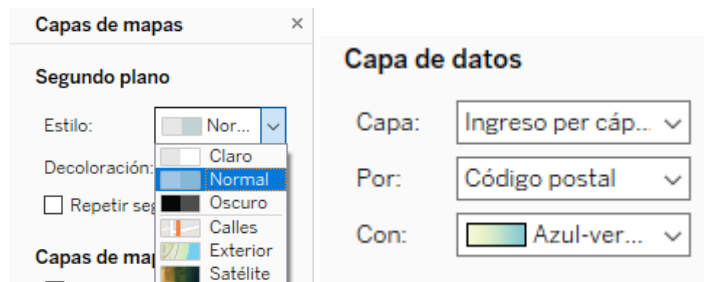 Capas de mapas
Segundo plano
Estilo: Nor...
Claro
Decoloración:
Normal
Repetir
Oscuro
Calles
Exterior
Capas de
Satélite
Capa de datos
Capa: Ingreso per cáp...
Por: Código postal
Con: Azul-ver...